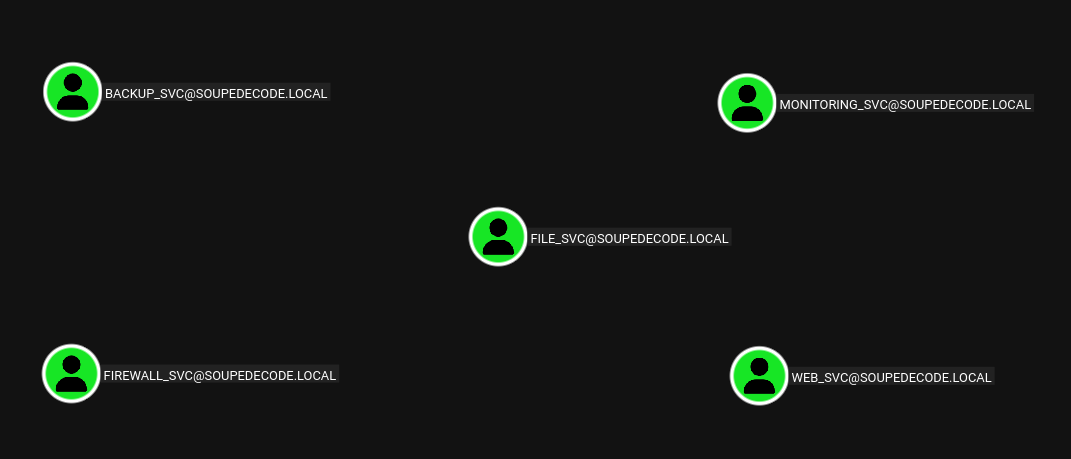 BACKUP_SVC@SOUPEDECODE.LOCAL
MONITORING_SVC@SOUPEDECODE.LOCAL
FILE_SVC@SOUPEDECODE.LOCAL
FIREWALL_SVC@SOUPEDECODE.LOCAL
WEB_SVC@SOUPEDECODE.LOCAL